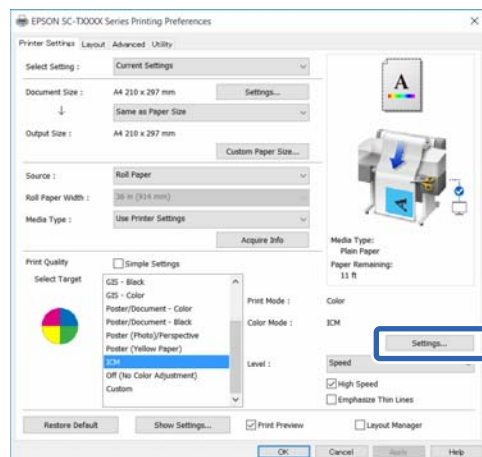 EPSON SC-TXXXX Series Printing Preferences
Printer Settings Layout Advanced Utility
Select Setting : Current Settings
Document Size : A4 210 x 297 mm Settings...
Same as Paper Size
Output Size : A4 210 x 297 mm
Custom Paper Size...
Source : Roll Paper
Roll Paper Width : 36 in (914 mm)
Media Type : Use Printer Settings
Acquire Info
A
Media Type:
Plain Paper
Paper Remaining:
11 ft
Print Quality Simple Settings
Select Target
GIS - Black
GIS - Color
Poster/Document - Color
Poster/Document - Black
Poster (Photo)/Perspective
Poster (Yellow Paper)
ICM
Off (No Color Adjustment)
Custom
Print Mode : Color
Color Mode : ICM
Settings...
Level : Speed
High Speed
Emphasize Thin Lines
Restore Default Show Settings... Print Preview Layout Manager
OK Cancel Apply Help